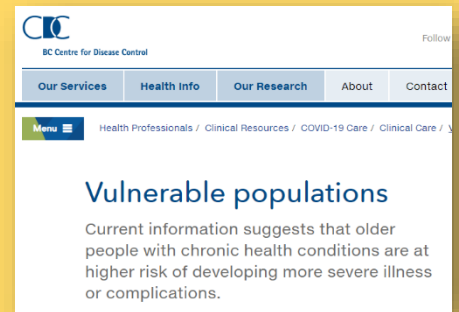 CDC
BC Centre for Disease Control
Follow
Our Services Health Info Our Research About Contact
Menu Health Professionals / Clinical Resources / COVID-19 Care / Clinical Care /
Vulnerable populations
Current information suggests that older
people with chronic health conditions are at
higher risk of developing more severe illness
or complications.